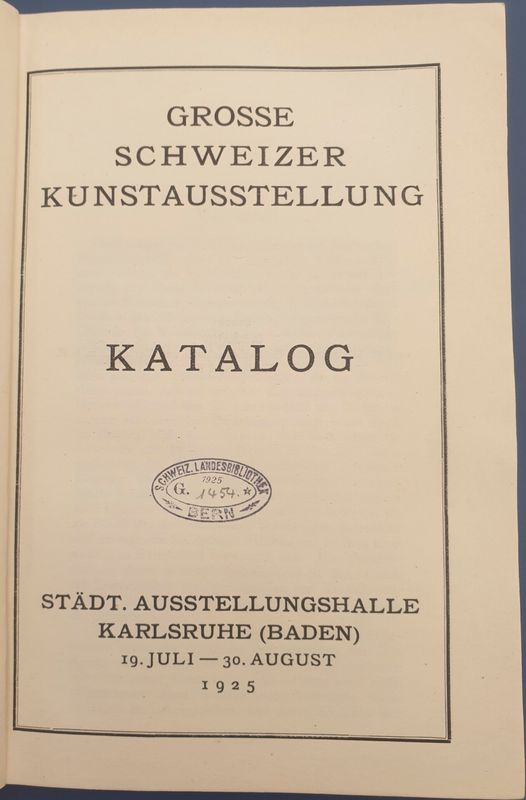 GROSSE
SCHWEIZER
KUNSTAUSSTELLUNG
KATALOG
SCHWEIZ. LANDESBIBLIOTHEK
1925
G. 1454. ★
BERN
STÄDT. AUSSTELLUNGSHALLE
KARLSRUHE (BADEN)
19. JULI — 30. AUGUST
1925